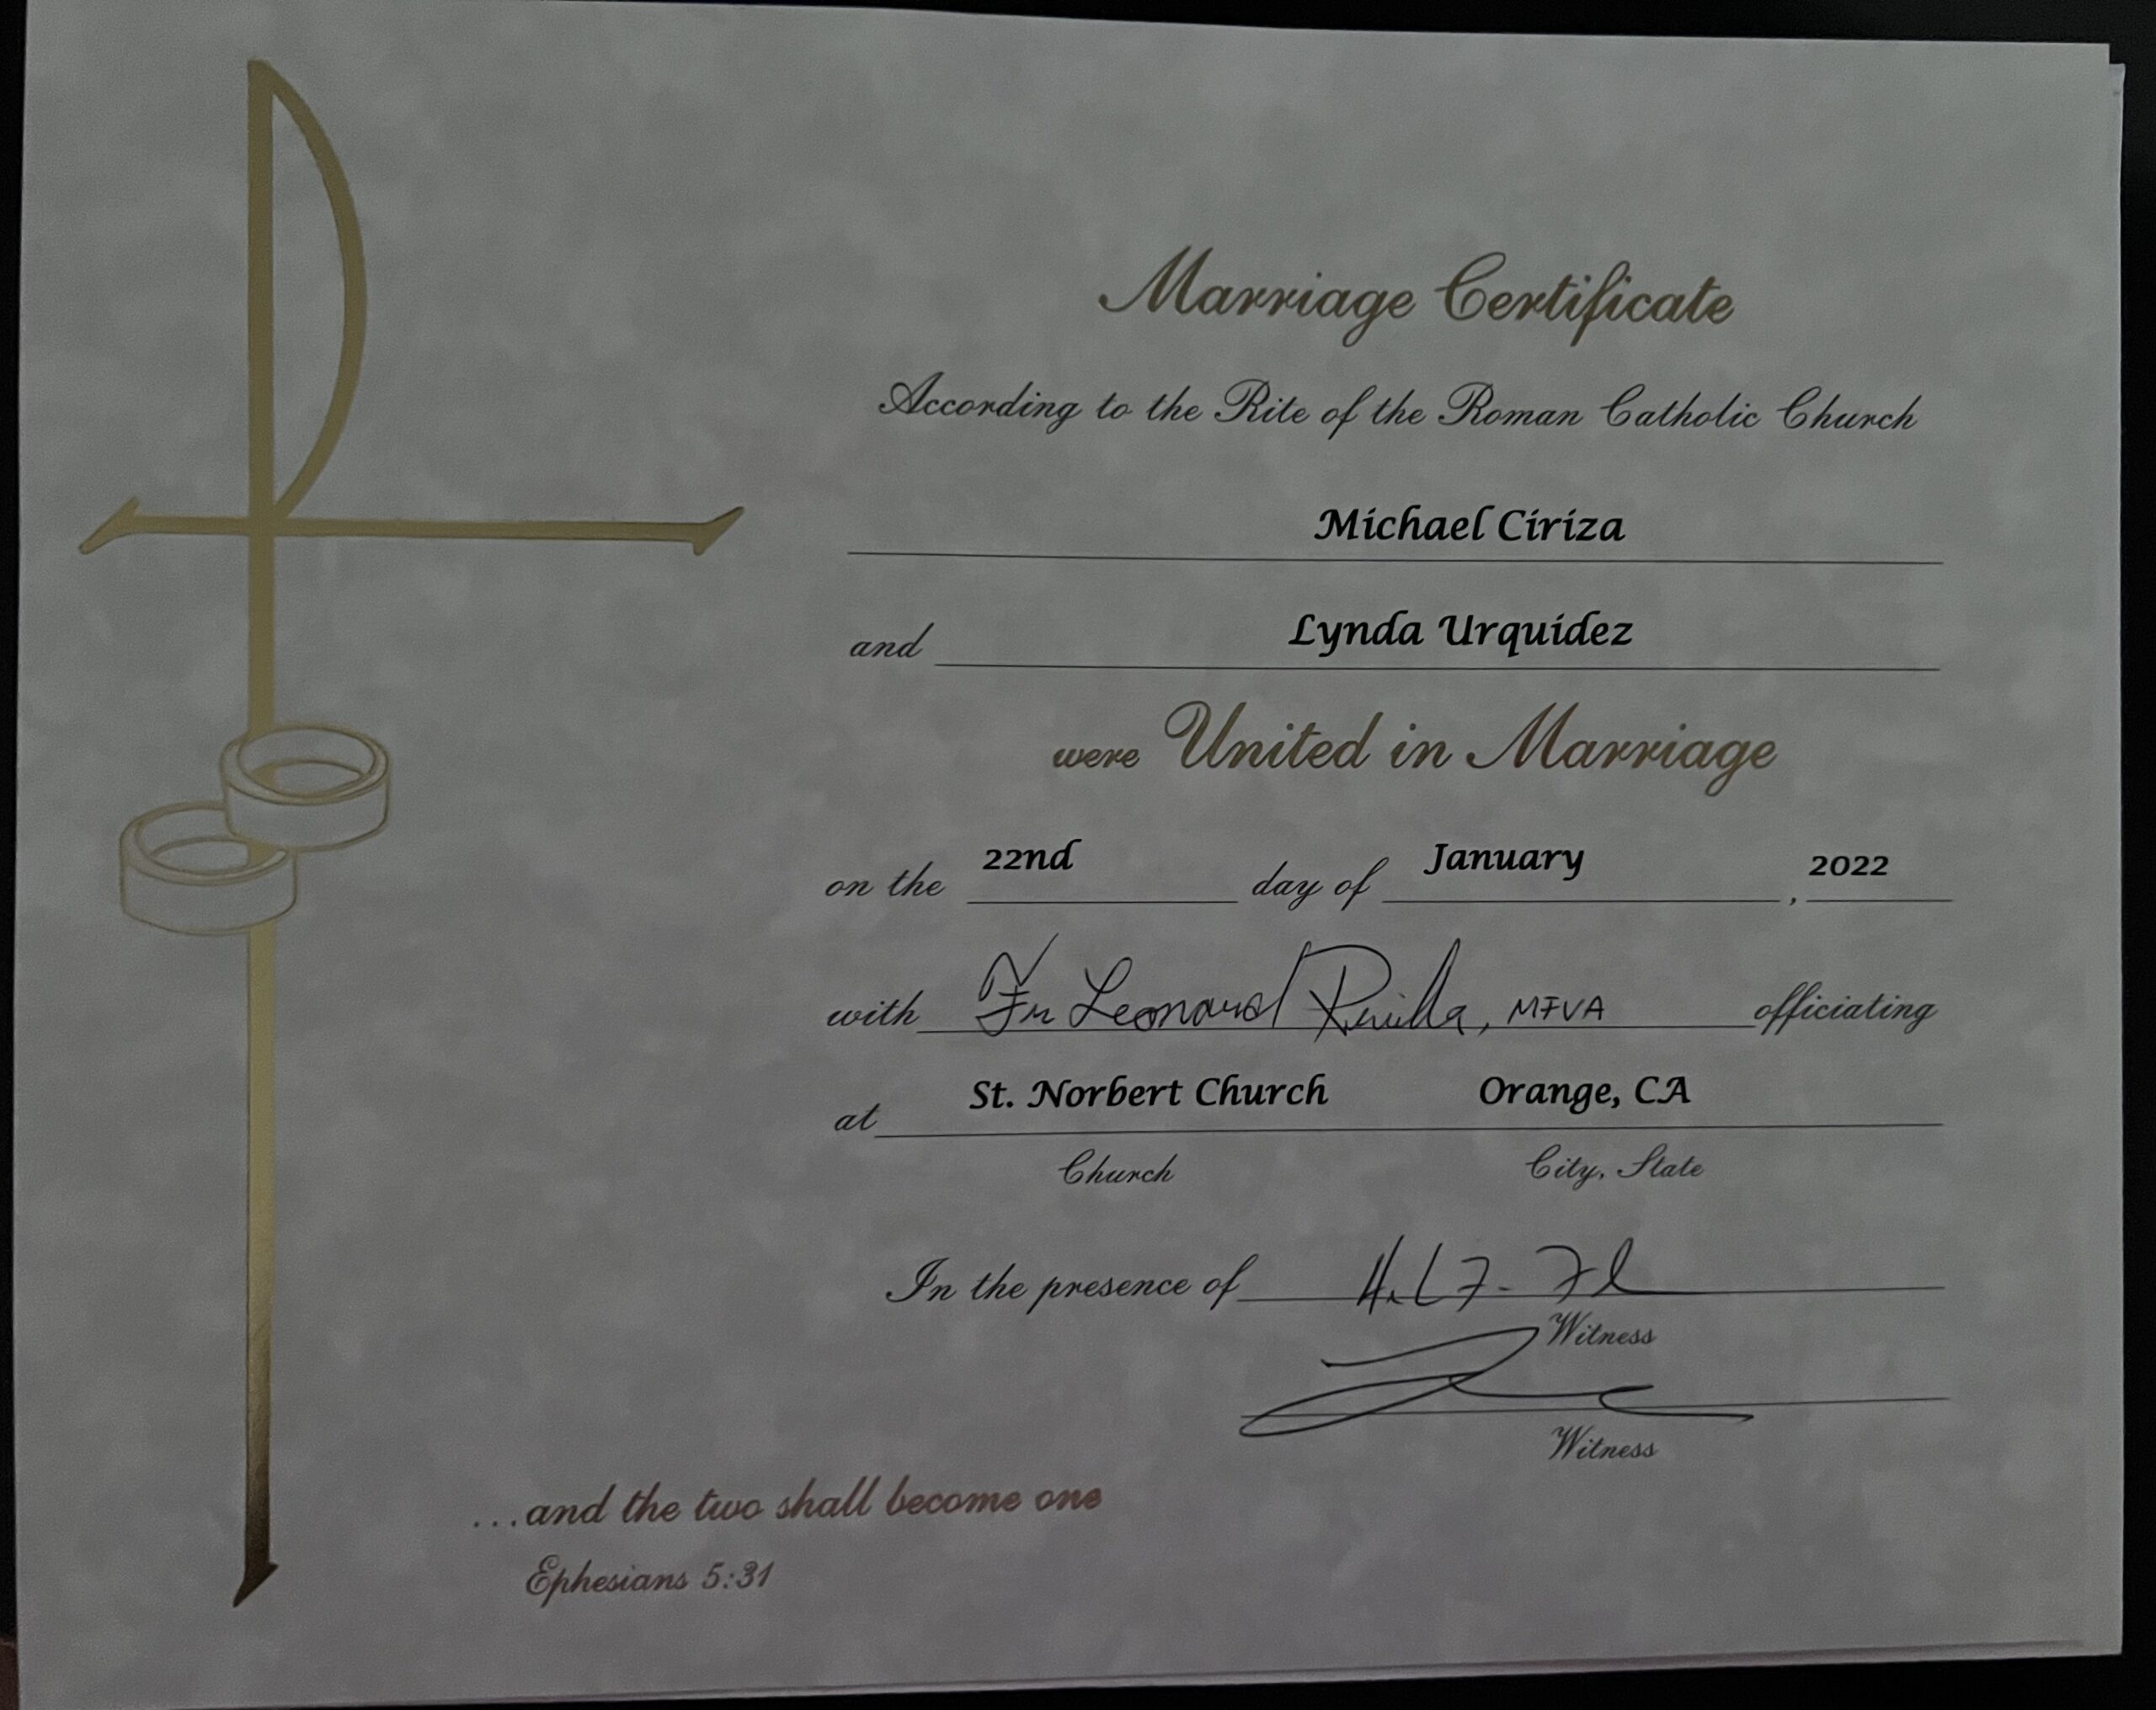 Marriage Certificate
According to the Rite of the Roman Catholic Church
Michael Ciriza
and Lynda Urquidez
were United in Marriage
on the 22nd day of January, 2022
with Fr Leonard , MFVA officiating
at St. Norbert Church Orange, CA
Church City, State
In the presence of
Witness
Witness
...and the two shall become one
Ephesians 5:31